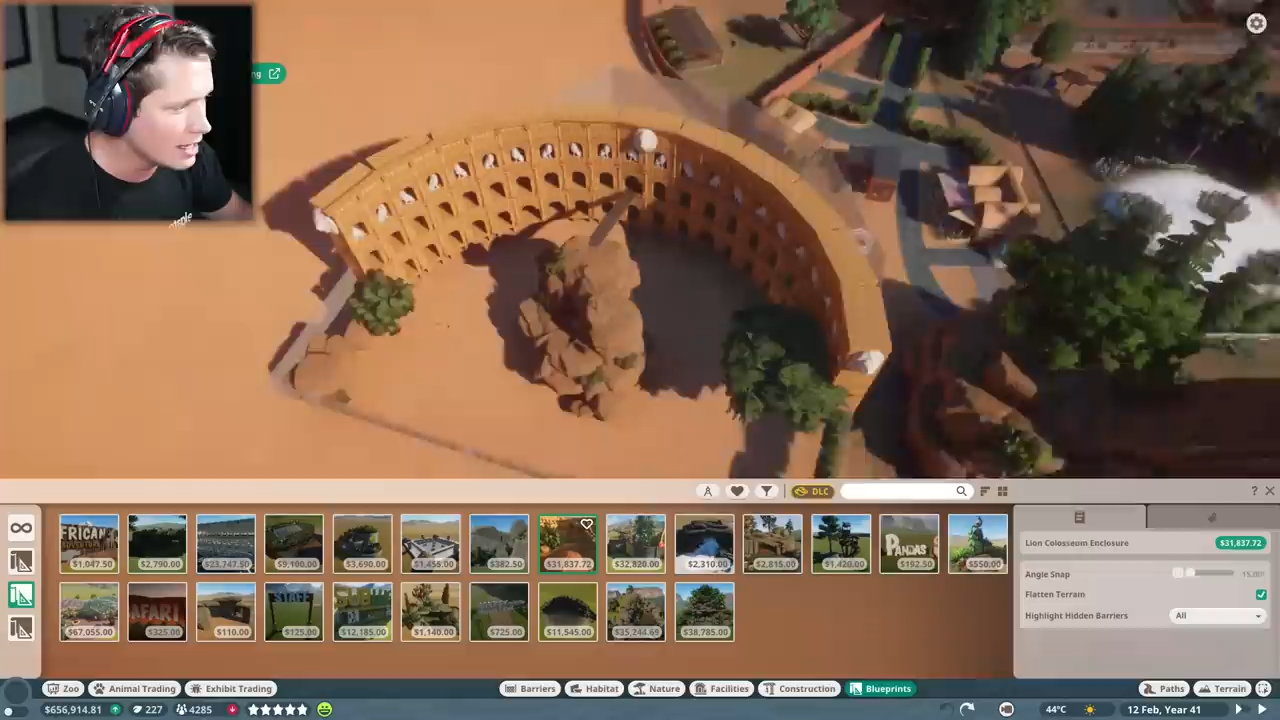 ng
DLC
$1,047.50
$2,790.00
$23,747.50
$9,100.00
$3,690.00
$1,455.00
$382.50
$31,837.72
$32,820.00
$2,310.00
$2,815.00
$1,420.00
PANDAS
$192.50
$550.00
Lion Colosseum Enclosure
$31,837.72
Angle Snap
Flatten Terrain
Highlight Hidden Barriers
All
$67,055.00
$325.00
$110.00
STAFF
$125.00
$12,185.00
$1,140.00
$725.00
$11,545.00
$35,244.69
$38,785.00
Zoo
Animal Trading
Exhibit Trading
Barriers
Habitat
Nature
Facilities
Construction
Blueprints
Paths
Terrain
$656,914.81
227
4285
44°C
12 Feb, Year 41